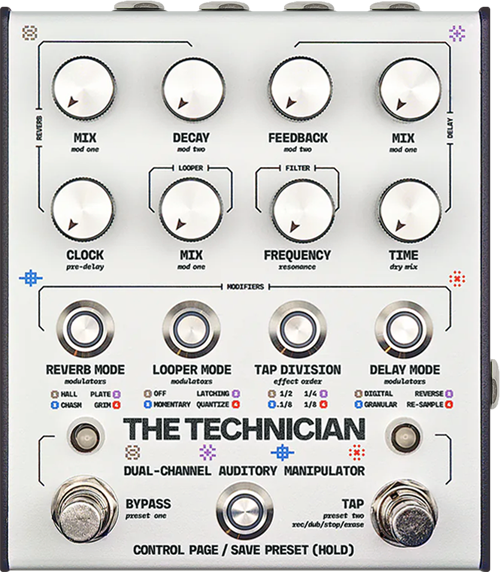 REVERB
DELAY
MIX
mod one
DECAY
mod two
FEEDBACK
mod two
MIX
mod one
LOOPER
FILTER
CLOCK
pre-delay
MIX
mod one
FREQUENCY
resonance
TIME
dry mix
MODIFIERS
REVERB MODE
modulators
LOOPER MODE
modulators
TAP DIVISION
effect order
DELAY MODE
modulators
HALL PLATE
CHASM GRIM
OFF LATCHING
MOMENTARY QUANTIZE
1/2 1/4
.1/8 1/8
DIGITAL REVERSE
GRANULAR RE-SAMPLE
THE TECHNICIAN
DUAL-CHANNEL AUDITORY MANIPULATOR
BYPASS
preset one
TAP
preset two
rec/dub/stop/erase
CONTROL PAGE / SAVE PRESET (HOLD)